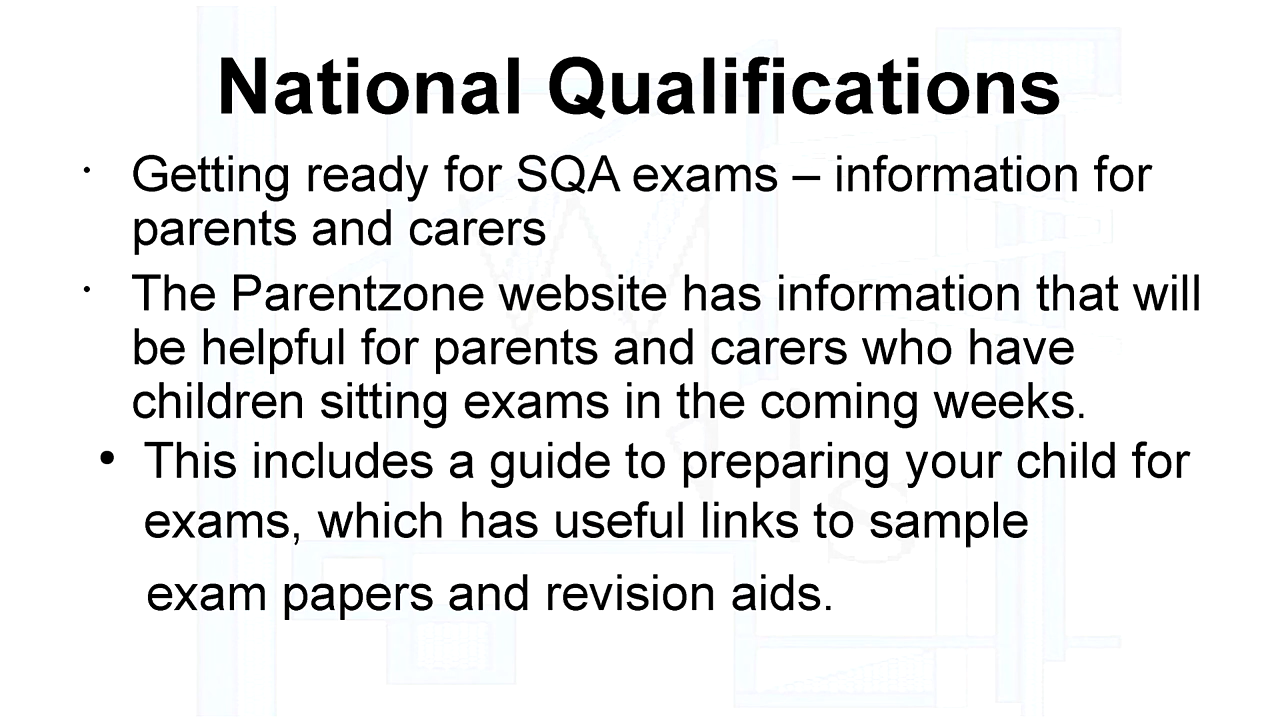 National Qualifications
• Getting ready for SQA exams – information for
parents and carers
• The Parentzone website has information that will
be helpful for parents and carers who have
children sitting exams in the coming weeks.
• This includes a guide to preparing your child for
exams, which has useful links to sample
exam papers and revision aids.